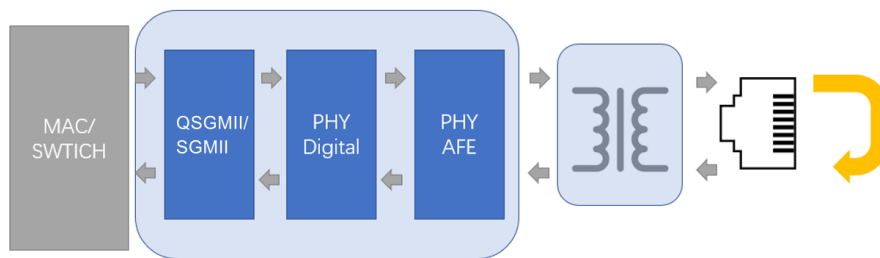 MAC/
SWTICH
QSGMII/
SGMII
PHY
Digital
PHY
AFE